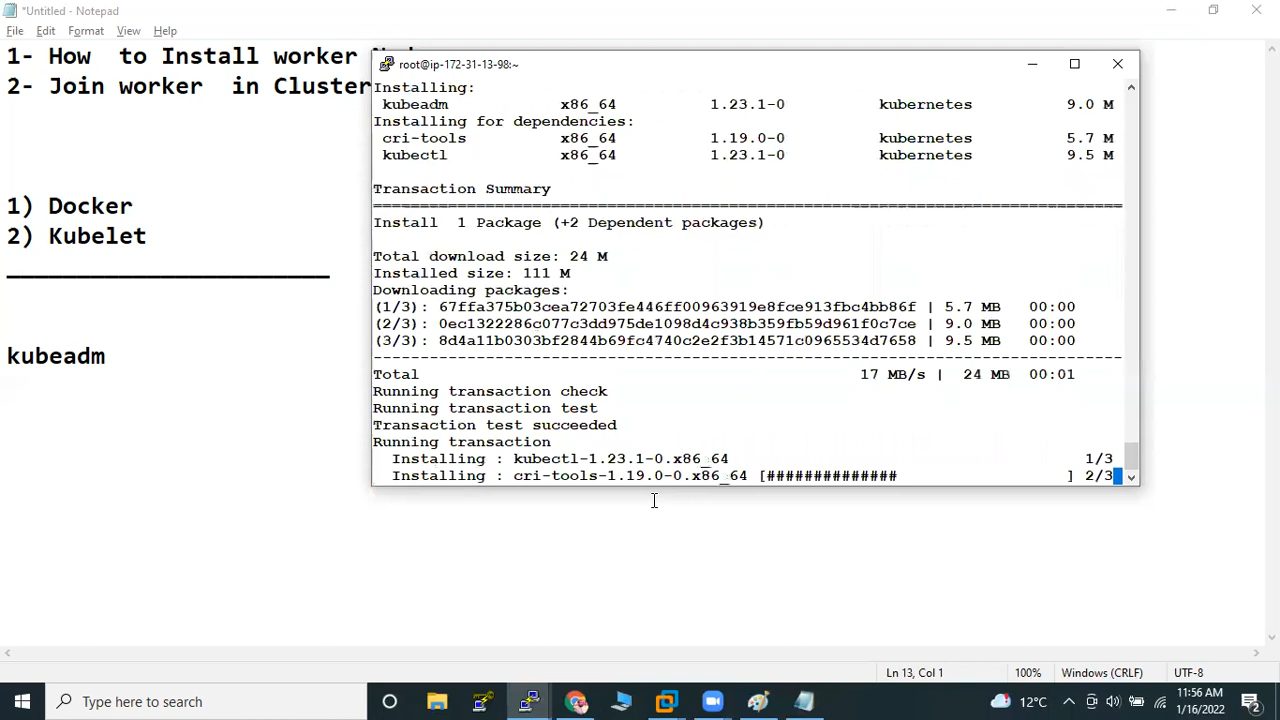 *Untitled - Notepad
File Edit View Help
1- How  to Install worker
2- Join worker  in Cluster
1) Docker
2) Kubelet
kubeadm
root@ip-172-31-13-98:~
Installing:
kubeadm x86_64 1.23.1-0 kubernetes 9.0 M
Installing for dependencies:
cri-tools x86_64 1.19.0-0 kubernetes 5.7 M
kubectl x86_64 1.23.1-0 kubernetes 9.5 M
Transaction Summary
================================================================================
Install  1 Package (+2 Dependent packages)
Total download size: 24 M
Installed size: 111 M
Downloading packages:
(1/3): 67ffa375b03cea72703fe446ff00963919e8fce913fbc4bb86f | 5.7 MB   00:00
(2/3): 0ec1322286c077c3dd975de1098d4c938b359fb59d961f0c7ce | 9.0 MB   00:00
(3/3): 8d4a11b0303bf2844b69fc4740c2e2f3b14571c0965534d7658 | 9.5 MB   00:00
--------------------------------------------------------------------------------
Total 17 MB/s |  24 MB  00:01
Running transaction check
Running transaction test
Transaction test succeeded
Running transaction
Installing : kubectl-1.23.1-0.x86_64 1/3
Installing : cri-tools-1.19.0-0.x86_64 [############## ] 2/3
Ln 13, Col 1 100% Windows (CRLF) UTF-8
Type here to search
12°C
11:56 AM
1/16/2022
2